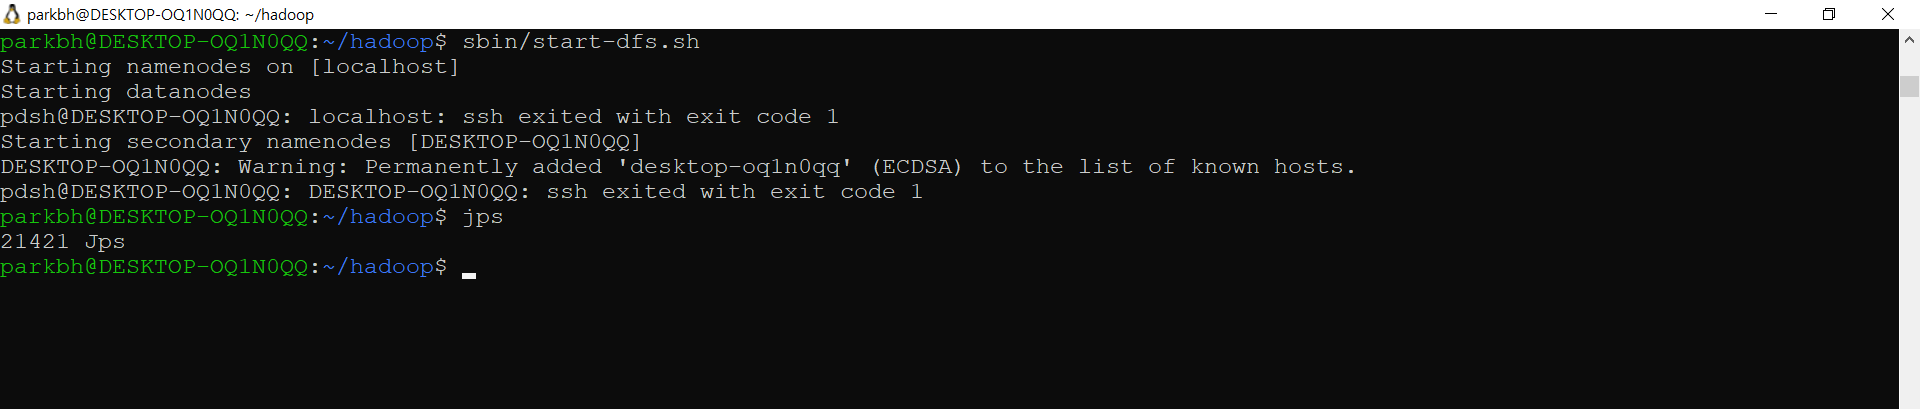 parkbh@DESKTOP-OQ1N0QQ: ~/hadoop
parkbh@DESKTOP-OQ1N0QQ:~/hadoop$ sbin/start-dfs.sh
Starting namenodes on [localhost]
Starting datanodes
pdsh@DESKTOP-OQ1N0QQ: localhost: ssh exited with exit code 1
Starting secondary namenodes [DESKTOP-OQ1N0QQ]
DESKTOP-OQ1N0QQ: Warning: Permanently added 'desktop-oq1n0qq' (ECDSA) to the list of known hosts.
pdsh@DESKTOP-OQ1N0QQ: DESKTOP-OQ1N0QQ: ssh exited with exit code 1
parkbh@DESKTOP-OQ1N0QQ:~/hadoop$ jps
21421 Jps
parkbh@DESKTOP-OQ1N0QQ:~/hadoop$